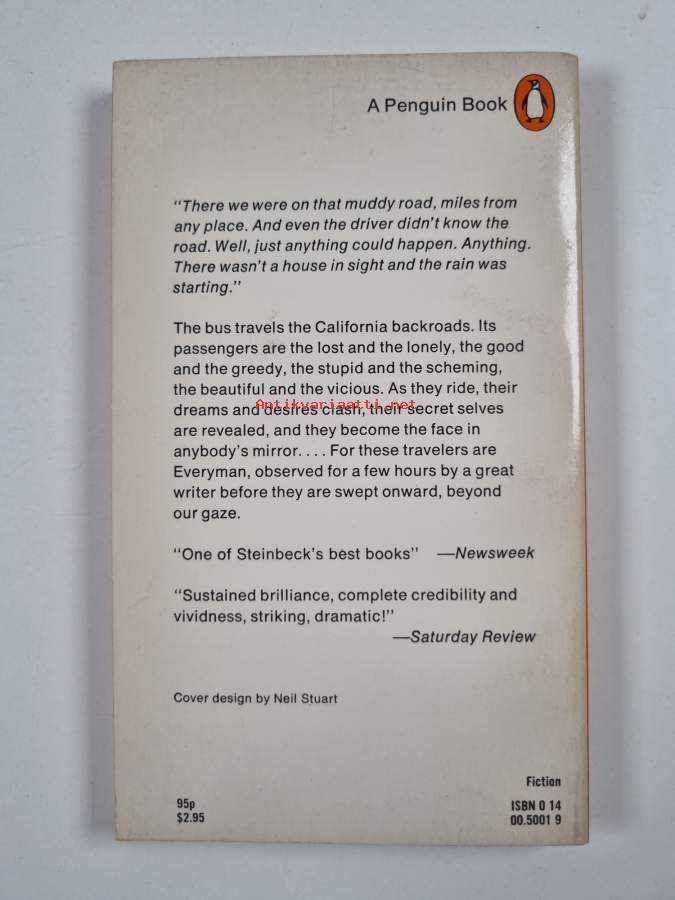 A Penguin Book
"There we were on that muddy road, miles from
any place. And even the driver didn't know the
road. Well, just anything could happen. Anything.
There wasn't a house in sight and the rain was
starting."
The bus travels the California backroads. Its
passengers are the lost and the lonely, the good
and the greedy, the stupid and the scheming,
the beautiful and the vicious. As they ride, their
dreams and desires clash, their secret selves
Antikvariaatti.net
are revealed, and they become the face in
anybody's mirror. . . . For these travelers are
Everyman, observed for a few hours by a great
writer before they are swept onward, beyond
our gaze.
"One of Steinbeck's best books" —Newsweek
"Sustained brilliance, complete credibility and
vividness, striking, dramatic!"
—Saturday Review
Cover design by Neil Stuart
Fiction
95p
$2.95
ISBN 0 14
00.5001 9